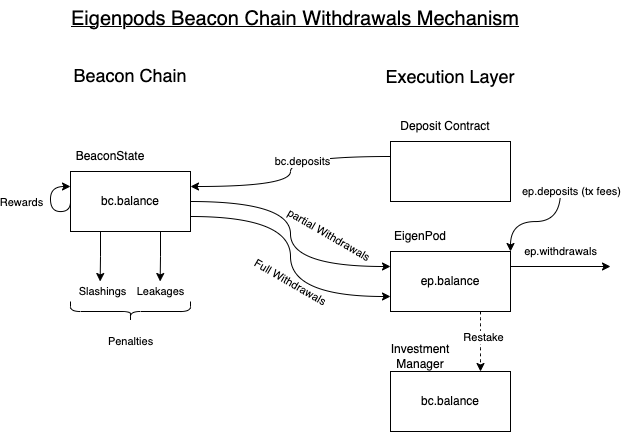 Eigenpods Beacon Chain Withdrawals Mechanism
Beacon Chain
Execution Layer
Deposit Contract
BeaconState
bc.deposits
bc.balance
Rewards
ep.deposits (tx fees)
partial Withdrawals
EigenPod
ep.withdrawals
Full Withdrawals
ep.balance
Slashings
Leakages
Penalties
Restake
Investment
Manager
bc.balance